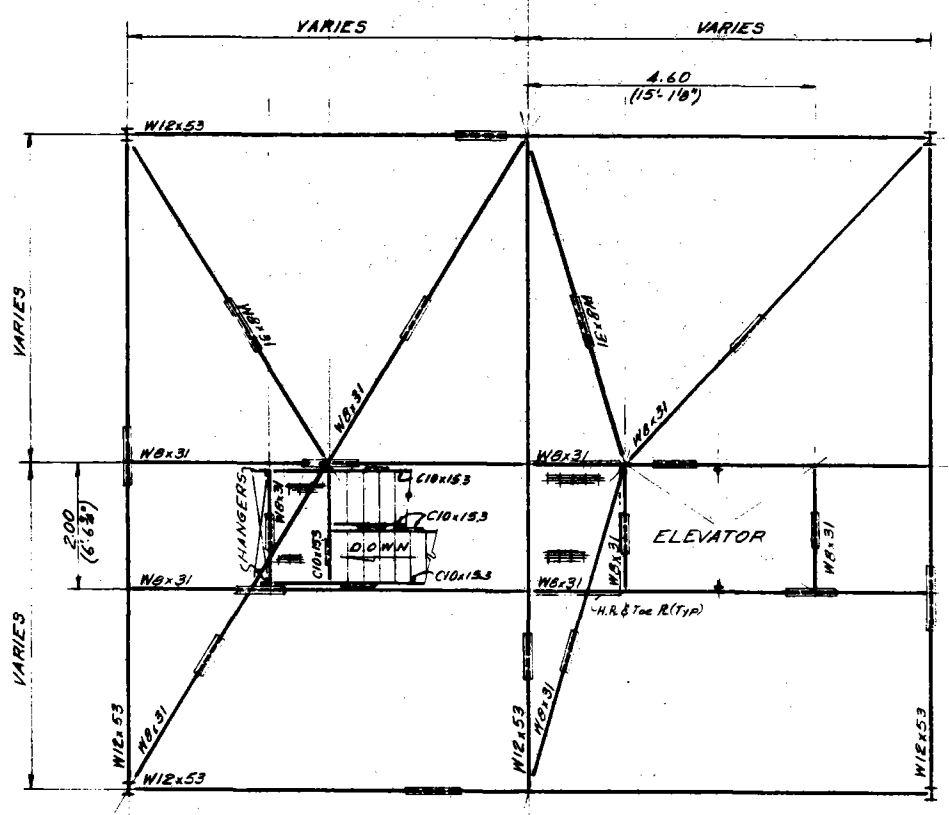 VARIES
VARIES
4.60
(15'-1⅛")
W12x53
VARIES
W8x31
W8x31
W8x31
W8x31
W8x31
W8x31
2.00
(6'-6¾")
HANGERS
W8x31
C10x15.3
C10x15.3
C10x15.3
DOWN
C10x15.3
W8x31
ELEVATOR
W8x31
W8x31
W8x31
H.R. & TOE PL (TYP)
VARIES
W12x53
W8x31
W12x53
W12x53
W8x31
W12x53